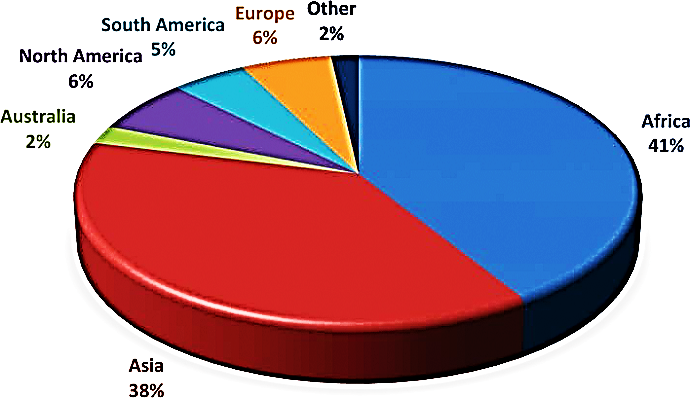 Other
2%
Europe
6%
South America
5%
North America
6%
Australia
2%
Africa
41%
Asia
38%